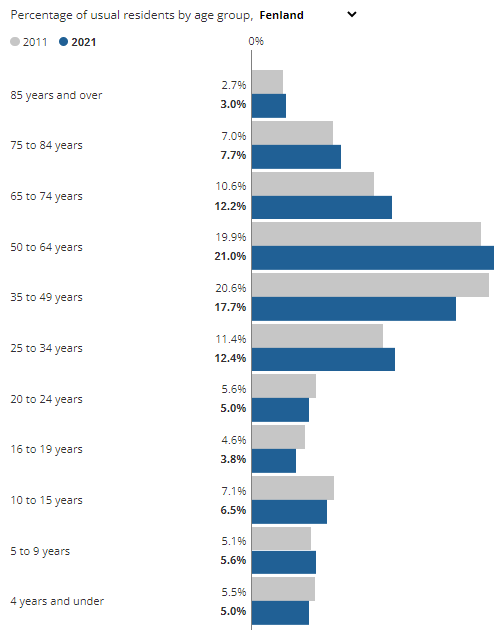 Percentage of usual residents by age group, Fenland
2011 2021
0%
85 years and over
2.7%
3.0%
75 to 84 years
7.0%
7.7%
65 to 74 years
10.6%
12.2%
50 to 64 years
19.9%
21.0%
35 to 49 years
20.6%
17.7%
25 to 34 years
11.4%
12.4%
20 to 24 years
5.6%
5.0%
16 to 19 years
4.6%
3.8%
10 to 15 years
7.1%
6.5%
5 to 9 years
5.1%
5.6%
4 years and under
5.5%
5.0%